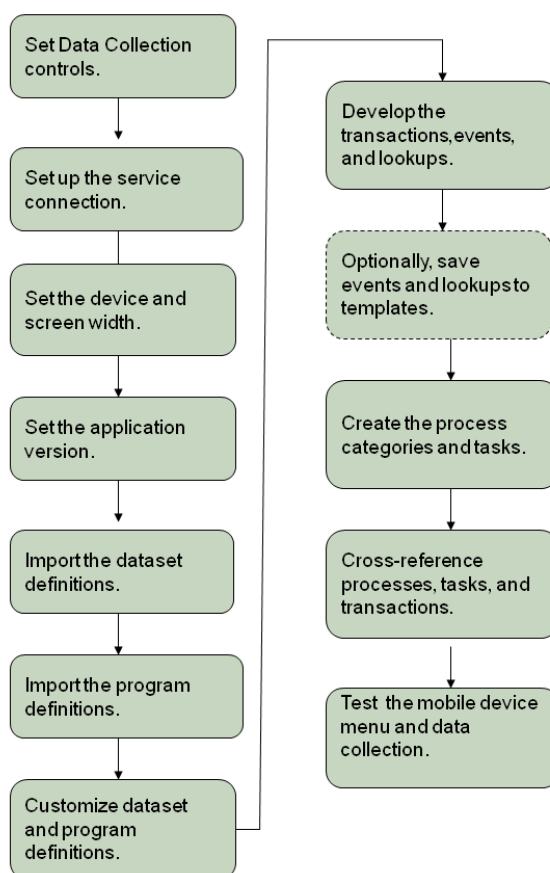 Set Data Collection
controls.
Set up the service
connection.
Set the device and
screen width.
Set the application
version.
Import the dataset
definitions.
Import the program
definitions.
Customize dataset
and program
definitions.
Develop the
transactions, events,
and lookups.
Optionally, save
events and lookups to
templates.
Create the process
categories and tasks.
Cross-reference
processes, tasks, and
transactions.
Test the mobile device
menu and data
collection.